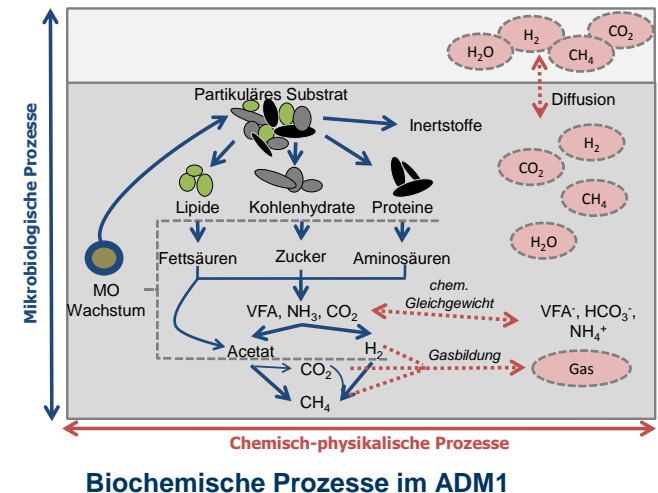 Mikrobiologische Prozesse
H₂O
H₂
CH₄
CO₂
Partikuläres Substrat
Diffusion
Inertstoffe
H₂
CO₂
CH₄
Lipide
Kohlenhydrate
Proteine
H₂O
Fettsäuren
Zucker
Aminosäuren
MO
Wachstum
chem.
Gleichgewicht
VFA, NH₃, CO₂
VFA⁻, HCO₃⁻,
NH₄⁺
Acetat
H₂
Gasbildung
CO₂
Gas
CH₄
Chemisch-physikalische Prozesse
Biochemische Prozesse im ADM1